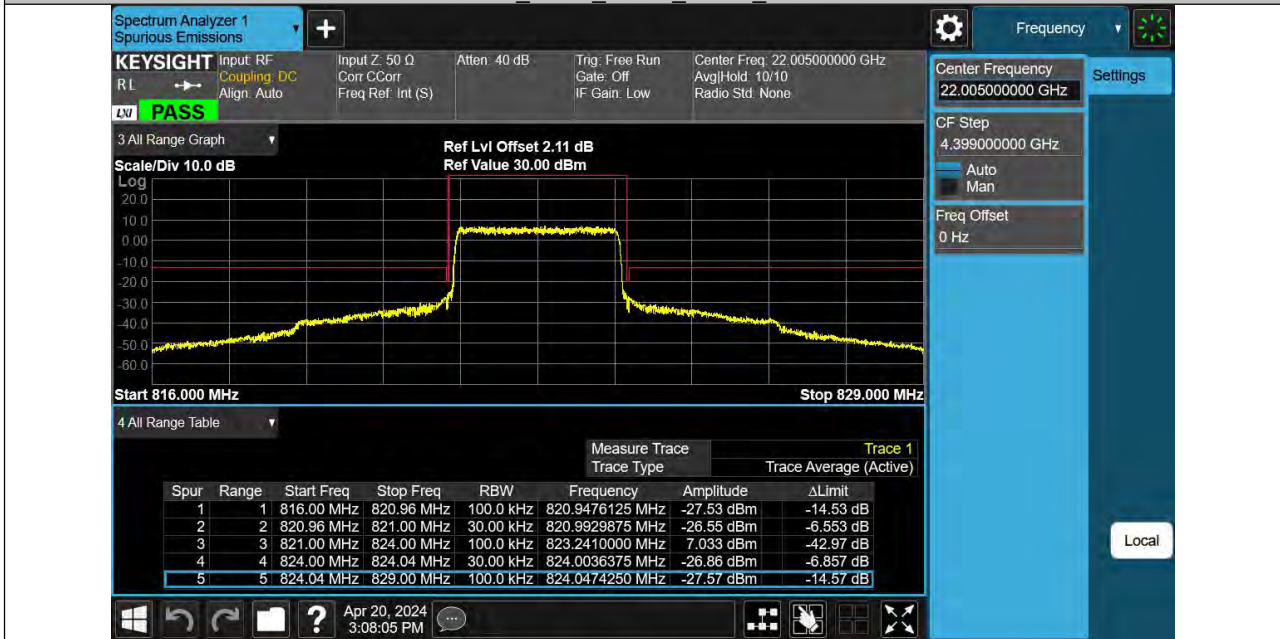 Spectrum Analyzer 1
Spurious Emissions
Frequency
KEYSIGHT Input: RF Input Z: 50 Ω Atten: 40 dB Trig: Free Run Center Freq: 22.005000000 GHz
RL Coupling: DC Corr CCorr Gate: Off Avg|Hold: 10/10
Align: Auto Freq Ref: Int (S) IF Gain: Low Radio Std: None
LXI PASS
Center Frequency
22.005000000 GHz
Settings
CF Step
4.399000000 GHz
Auto
Man
Freq Offset
0 Hz
3 All Range Graph
Ref Lvl Offset 2.11 dB
Scale/Div 10.0 dB Ref Value 30.00 dBm
Log
20.0
10.0
0.00
-10.0
-20.0
-30.0
-40.0
-50.0
-60.0
Start 816.000 MHz Stop 829.000 MHz
4 All Range Table
Measure Trace Trace 1
Trace Type Trace Average (Active)
Spur Range Start Freq Stop Freq RBW Frequency Amplitude ΔLimit
1 1 816.00 MHz 820.96 MHz 100.0 kHz 820.9476125 MHz -27.53 dBm -14.53 dB
2 2 820.96 MHz 821.00 MHz 30.00 kHz 820.9929875 MHz -26.55 dBm -6.553 dB
3 3 821.00 MHz 824.00 MHz 100.0 kHz 823.2410000 MHz 7.033 dBm -42.97 dB
4 4 824.00 MHz 824.04 MHz 30.00 kHz 824.0036375 MHz -26.86 dBm -6.857 dB
5 5 824.04 MHz 829.00 MHz 100.0 kHz 824.0474250 MHz -27.57 dBm -14.57 dB
Local
Apr 20, 2024
3:08:05 PM